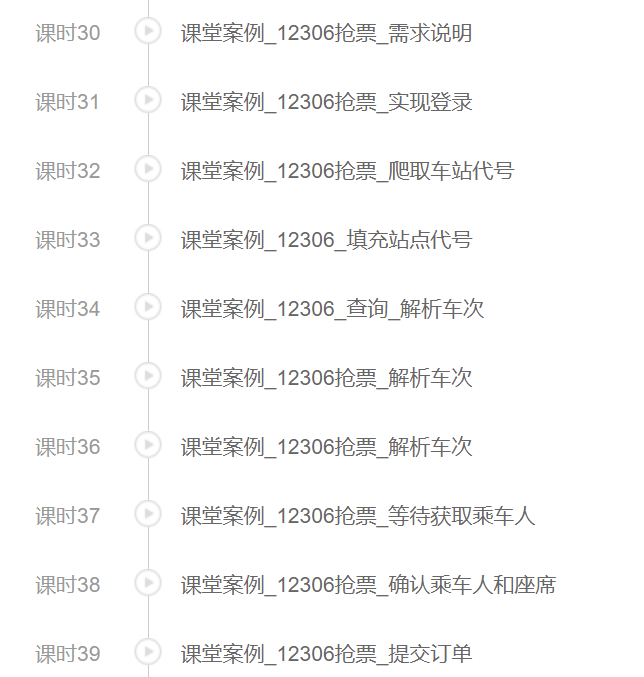 课时30 课堂案例_12306抢票_需求说明
课时31 课堂案例_12306抢票_实现登录
课时32 课堂案例_12306抢票_爬取车站代号
课时33 课堂案例_12306_填充站点代号
课时34 课堂案例_12306_查询_解析车次
课时35 课堂案例_12306抢票_解析车次
课时36 课堂案例_12306抢票_解析车次
课时37 课堂案例_12306抢票_等待获取乘车人
课时38 课堂案例_12306抢票_确认乘车人和座席
课时39 课堂案例_12306抢票_提交订单